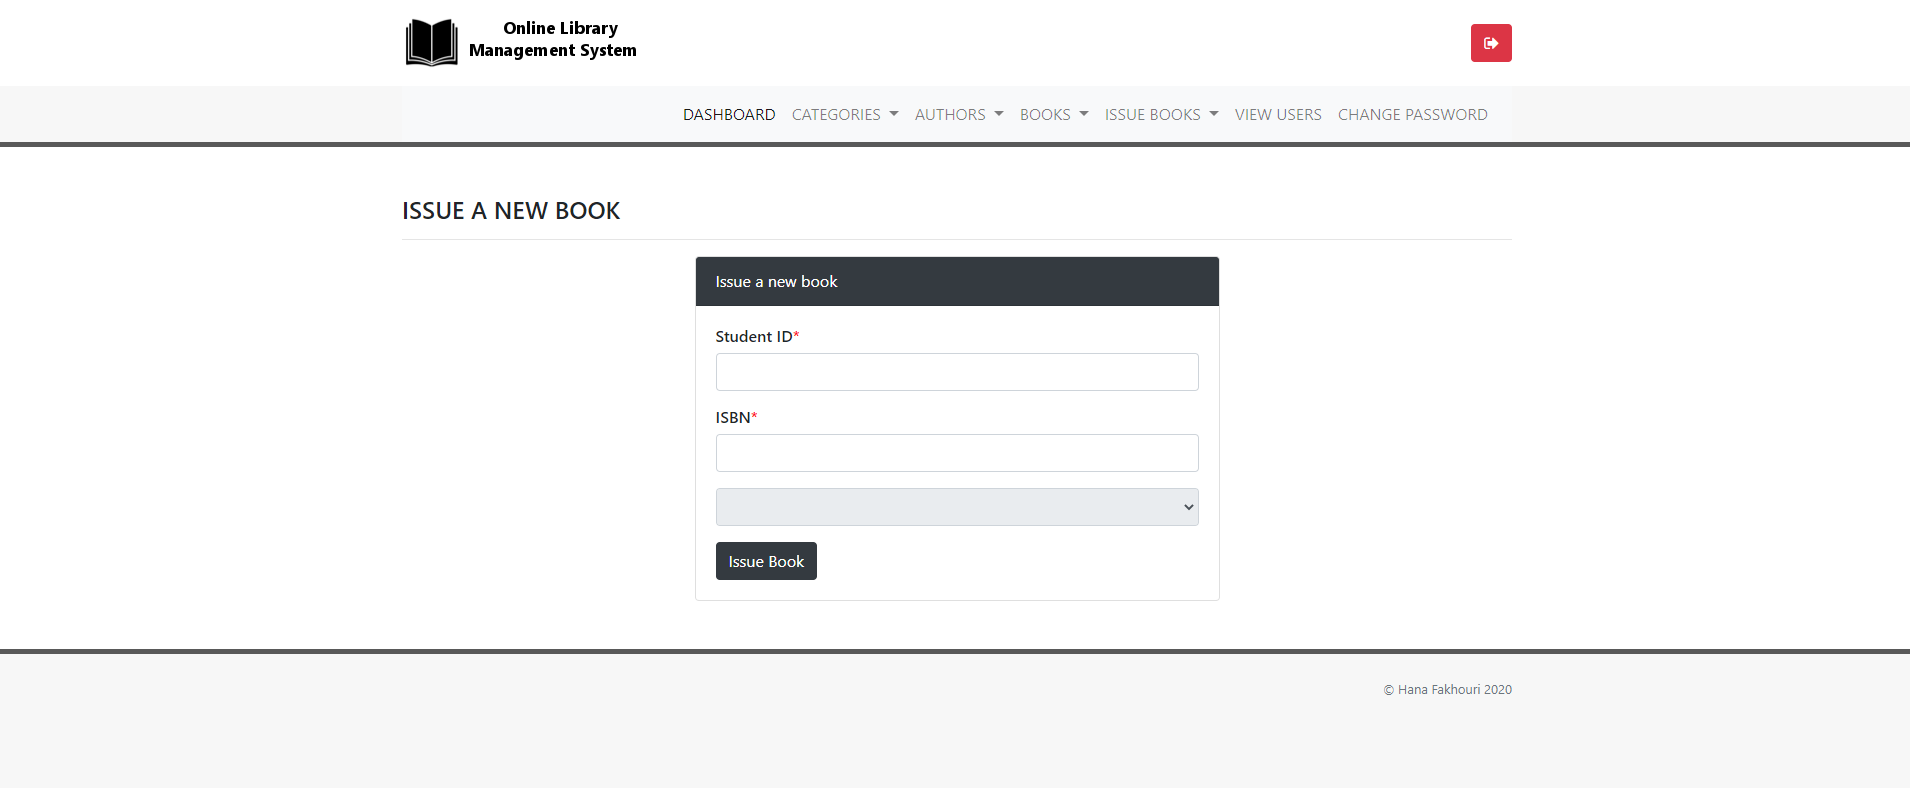 Online Library
Management System
DASHBOARD CATEGORIES AUTHORS BOOKS ISSUE BOOKS VIEW USERS CHANGE PASSWORD
ISSUE A NEW BOOK
Issue a new book
Student ID*
ISBN*
Issue Book
© Hana Fakhouri 2020